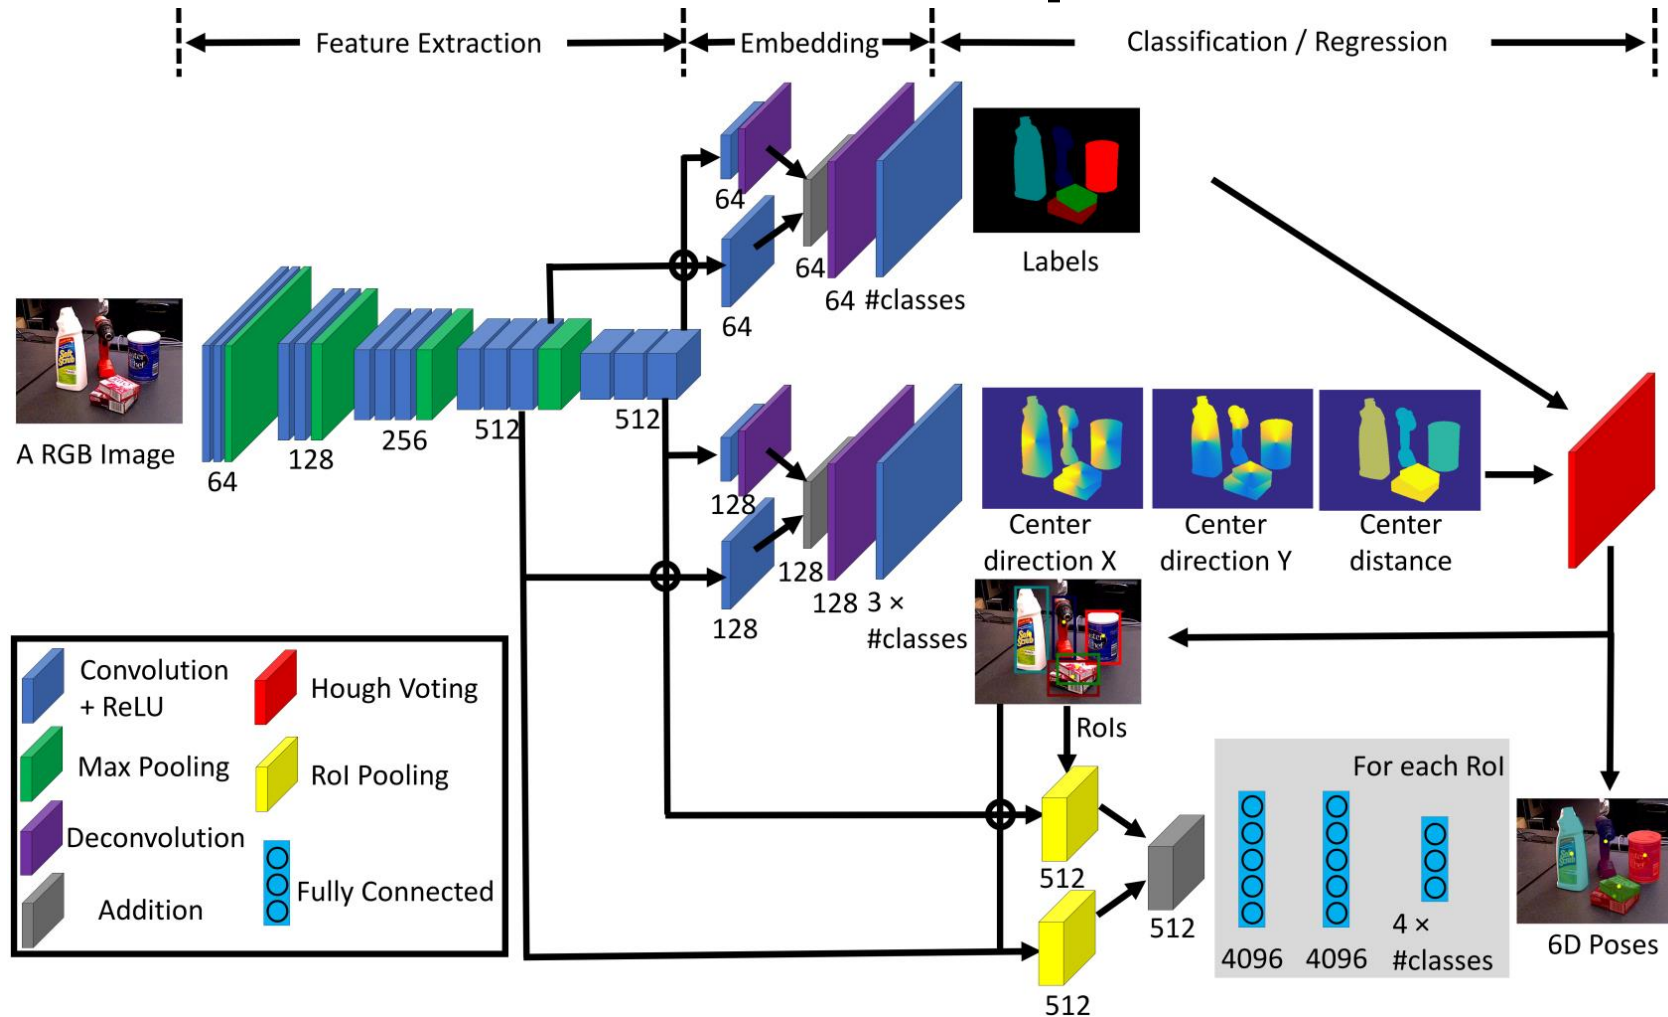 Feature Extraction
Embedding
Classification / Regression
64
64
64
64 #classes
Labels
A RGB Image
64
128
256
512
512
128
128
128
128
3 ×
#classes
Center
direction X
Center
direction Y
Center
distance
RoIs
For each RoI
512
512
512
4096
4096
4 ×
#classes
6D Poses
Convolution
+ ReLU
Hough Voting
Max Pooling
RoI Pooling
Deconvolution
Fully Connected
Addition